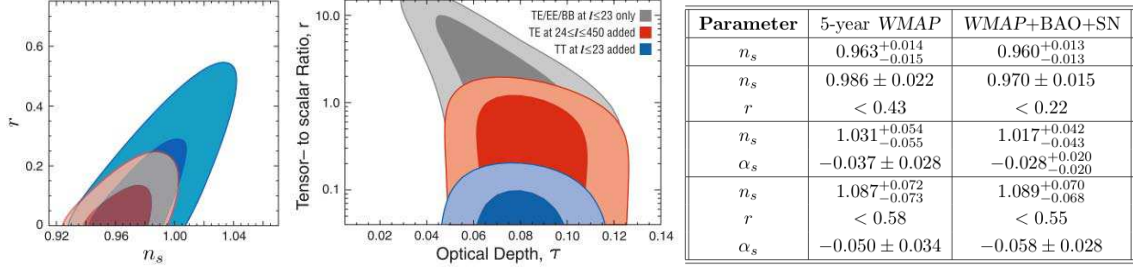 0.6
0.4
r
0.2
0
0.92
0.96
1.00
1.04
n_s
10.0
1.0
0.1
Tensor– to scalar Ratio, r
TE/EE/BB at l≤23 only
TE at 24≤l≤450 added
TT at l≤23 added
0.02
0.04
0.06
0.08
0.10
0.12
0.14
Optical Depth, τ
Parameter 5-year WMAP WMAP+BAO+SN
n_s 0.963^{+0.014}_{-0.015} 0.960^{+0.013}_{-0.013}
n_s 0.986 ± 0.022 0.970 ± 0.015
r < 0.43 < 0.22
n_s 1.031^{+0.054}_{-0.055} 1.017^{+0.042}_{-0.043}
α_s −0.037 ± 0.028 −0.028^{+0.020}_{-0.020}
n_s 1.087^{+0.072}_{-0.073} 1.089^{+0.070}_{-0.068}
r < 0.58 < 0.55
α_s −0.050 ± 0.034 −0.058 ± 0.028